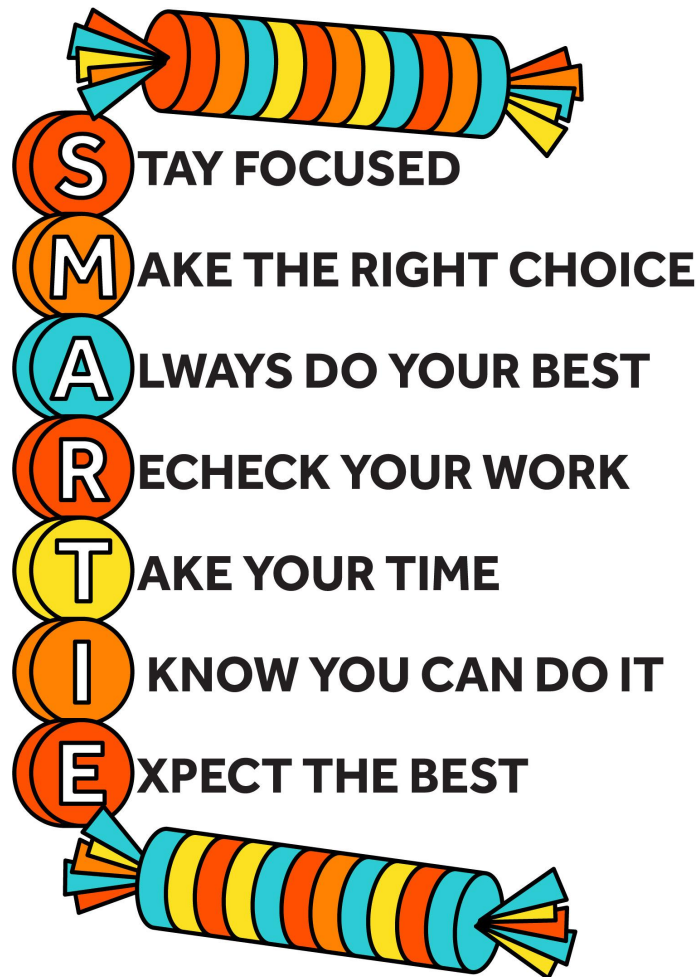 STAY FOCUSED
MAKE THE RIGHT CHOICE
ALWAYS DO YOUR BEST
RECHECK YOUR WORK
TAKE YOUR TIME
I KNOW YOU CAN DO IT
EXPECT THE BEST